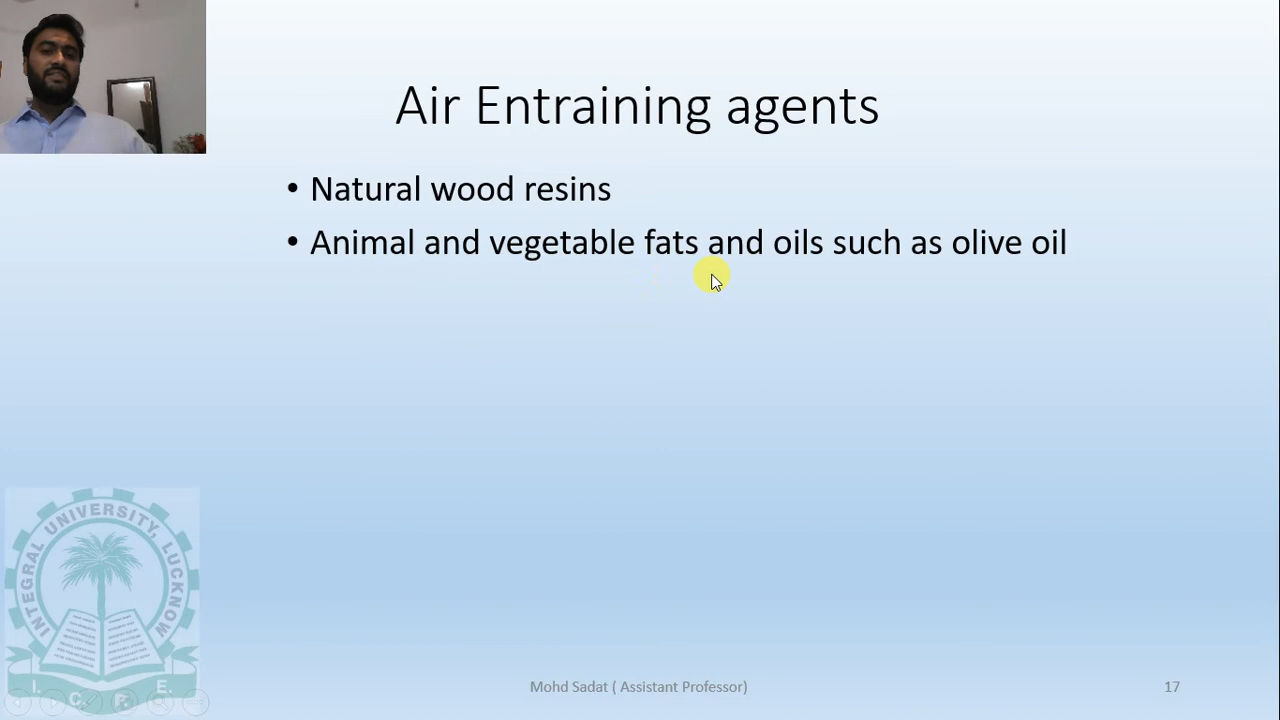 Air Entraining agents
• Natural wood resins
• Animal and vegetable fats and oils such as olive oil
INTEGRAL UNIVERSITY, LUCKNOW
Mohd Sadat ( Assistant Professor)
17